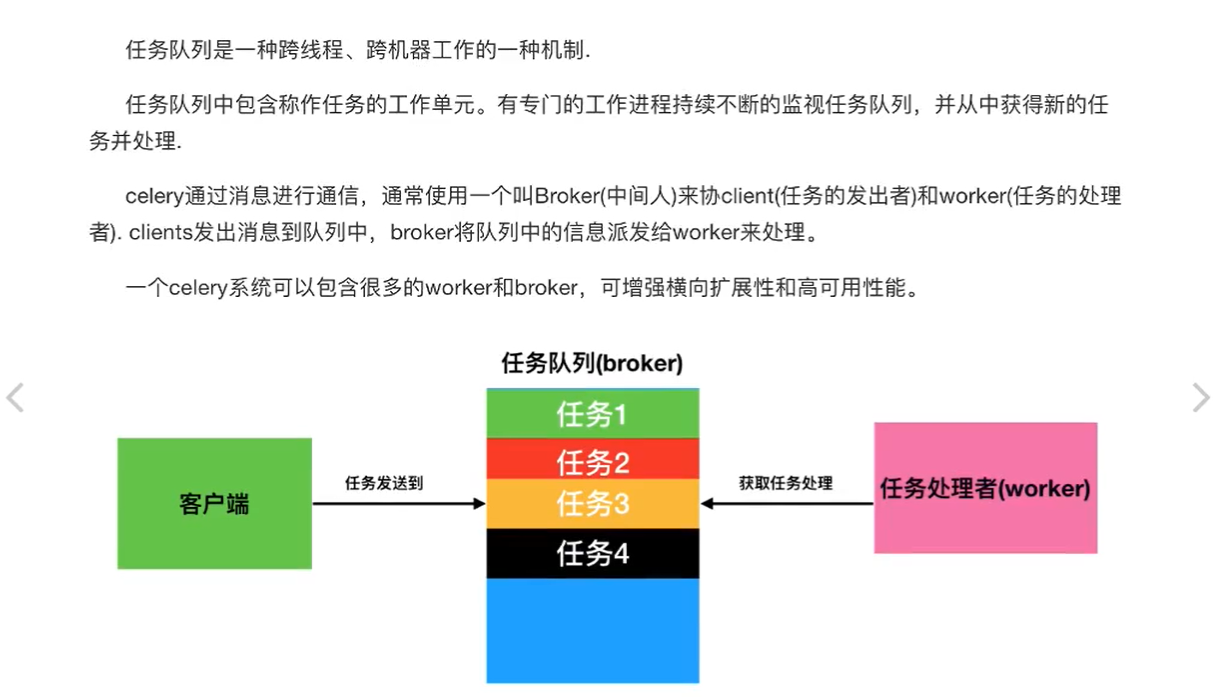 任务队列是一种跨线程、跨机器工作的一种机制.
任务队列中包含称作任务的工作单元。有专门的工作进程持续不断的监视任务队列，并从中获得新的任
务并处理.
celery通过消息进行通信，通常使用一个叫Broker(中间人)来协client(任务的发出者)和worker(任务的处理
者). clients发出消息到队列中，broker将队列中的信息派发给worker来处理。
一个celery系统可以包含很多的worker和broker，可增强横向扩展性和高可用性能。
任务队列(broker)
任务1
任务2
任务3
任务4
客户端
任务发送到
获取任务处理
任务处理者(worker)